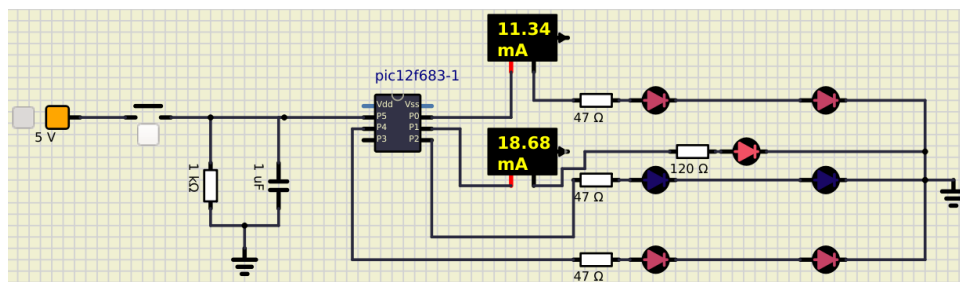 11.34
mA
pic12f683-1
Vdd Vss
P5 P0
P4 P1
P3 P2
5 V
47 Ω
18.68
mA
120 Ω
1 kΩ
1 uF
47 Ω
47 Ω